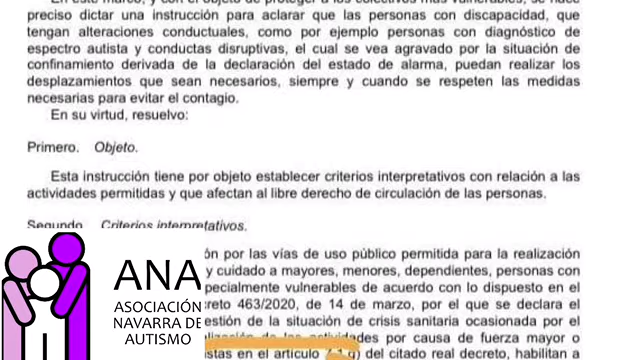 En este marco, y con el objeto de proteger a los colectivos más vulnerables, se hace
preciso dictar una instrucción para aclarar que las personas con discapacidad, que
tengan alteraciones conductuales, como por ejemplo personas con diagnóstico de
espectro autista y conductas disruptivas, el cual se vea agravado por la situación de
confinamiento derivada de la declaración del estado de alarma, puedan realizar los
desplazamientos que sean necesarios, siempre y cuando se respeten las medidas
necesarias para evitar el contagio.
En su virtud, resuelvo:
Primero. Objeto.
Esta instrucción tiene por objeto establecer criterios interpretativos con relación a las
actividades permitidas y que afectan al libre derecho de circulación de las personas.
Segundo. Criterios interpretativos.
ón por las vías de uso público permitida para la realización
y cuidado a mayores, menores, dependientes, personas con
pecialmente vulnerables de acuerdo con lo dispuesto en el
creto 463/2020, de 14 de marzo, por el que se declara el
estión de la situación de crisis sanitaria ocasionada por el
alización de las actividades por causa de fuerza mayor o
istas en el artículo 7.1 g) del citado real decreto, habilitan a
ANA
ASOCIACIÓN
NAVARRA DE
AUTISMO